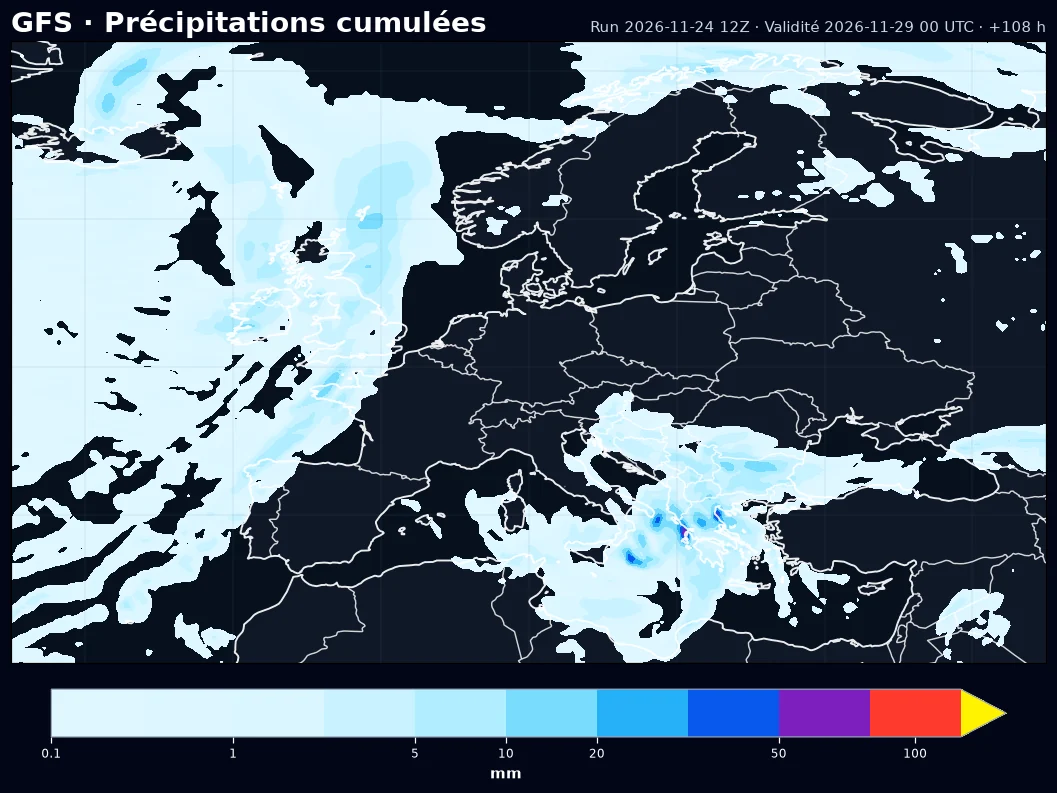 GFS · Précipitations cumulées
Run 2026-11-24 12Z · Validité 2026-11-29 00 UTC · +108 h
0.1 1 5 10 20 50 100
mm